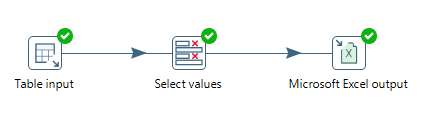 Table input
Select values
Microsoft Excel output